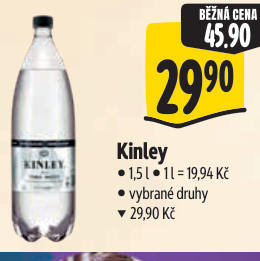 BĚŽNÁ CENA
45.90
29 90
KINLEY
Kinley
• 1,5 l • 1 l = 19,94 Kč
• vybrané druhy
▼ 29,90 Kč